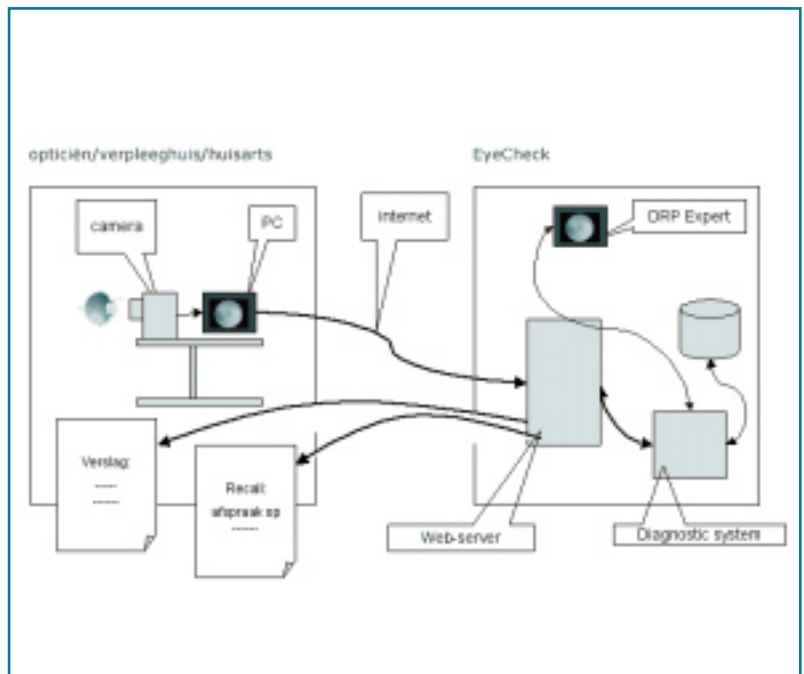 opticiën/verpleeghuis/huisarts
EyeCheck
camera
PC
internet
DRP Expert
Verslag:
-----
-----
Recall:
afspraak op
------
Web-server
Diagnostic system